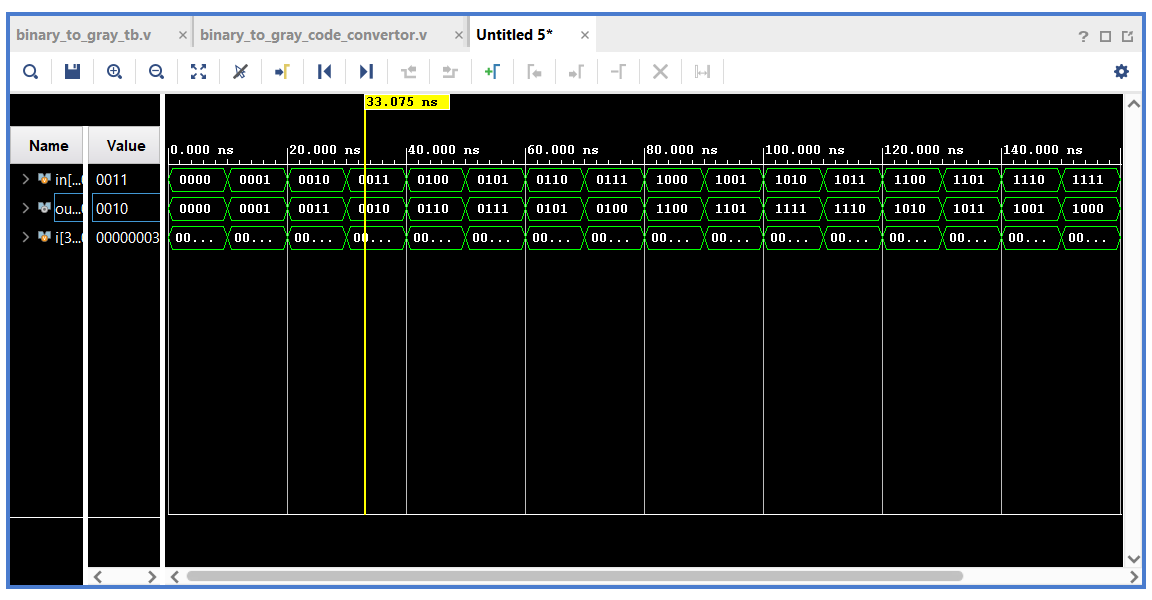 binary_to_gray_tb.v × binary_to_gray_code_convertor.v × Untitled 5* ×
33.075 ns
Name Value
0.000 ns 20.000 ns 40.000 ns 60.000 ns 80.000 ns 100.000 ns 120.000 ns 140.000 ns
in[... 0011 0000 0001 0010 0011 0100 0101 0110 0111 1000 1001 1010 1011 1100 1101 1110 1111
ou... 0010 0000 0001 0011 0010 0110 0111 0101 0100 1100 1101 1111 1110 1010 1011 1001 1000
i[3... 00000003 00... 00... 00... 00... 00... 00... 00... 00... 00... 00... 00... 00... 00... 00... 00... 00...